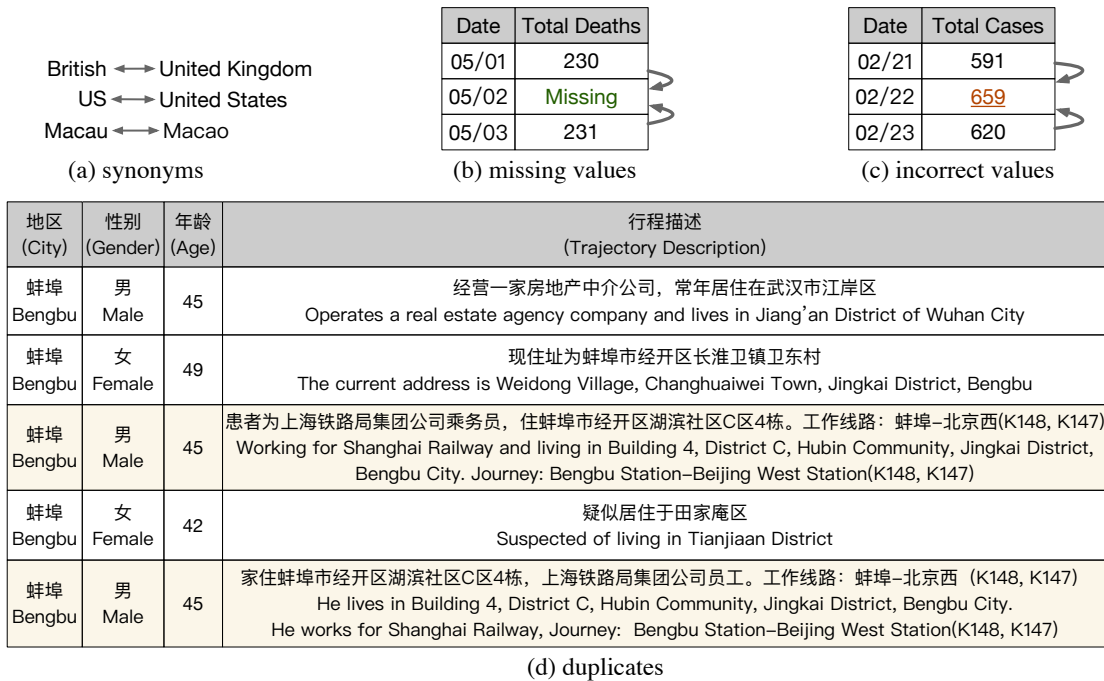 British ⟷ United Kingdom
US ⟷ United States
Macau ⟷ Macao
(a) synonyms
Date Total Deaths
05/01 230
05/02 Missing
05/03 231
(b) missing values
Date Total Cases
02/21 591
02/22 659
02/23 620
(c) incorrect values
地区 性别 年龄 行程描述
(City) (Gender) (Age) (Trajectory Description)
蚌埠 男 45 经营一家房地产中介公司，常年居住在武汉市江岸区
Bengbu Male Operates a real estate agency company and lives in Jiang'an District of Wuhan City
蚌埠 女 49 现住址为蚌埠市经开区长淮卫镇卫东村
Bengbu Female The current address is Weidong Village, Changhuaiwei Town, Jingkai District, Bengbu
蚌埠 男 45 患者为上海铁路局集团公司乘务员，住蚌埠市经开区湖滨社区C区4栋。工作线路：蚌埠-北京西(K148, K147)
Bengbu Male Working for Shanghai Railway and living in Building 4, District C, Hubin Community, Jingkai District,
Bengbu City. Journey: Bengbu Station-Beijing West Station(K148, K147)
蚌埠 女 42 疑似居住于田家庵区
Bengbu Female Suspected of living in Tianjiaan District
蚌埠 男 45 家住蚌埠市经开区湖滨社区C区4栋，上海铁路局集团公司员工。工作线路：蚌埠-北京西（K148, K147)
Bengbu Male He lives in Building 4, District C, Hubin Community, Jingkai District, Bengbu City.
He works for Shanghai Railway, Journey: Bengbu Station-Beijing West Station(K148, K147)
(d) duplicates